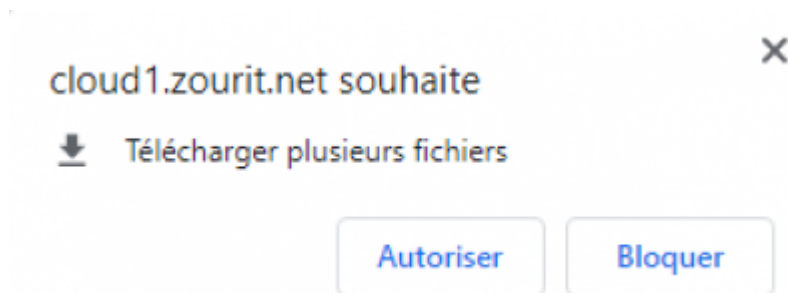 cloud1.zourit.net souhaite
Télécharger plusieurs fichiers
Autoriser
Bloquer